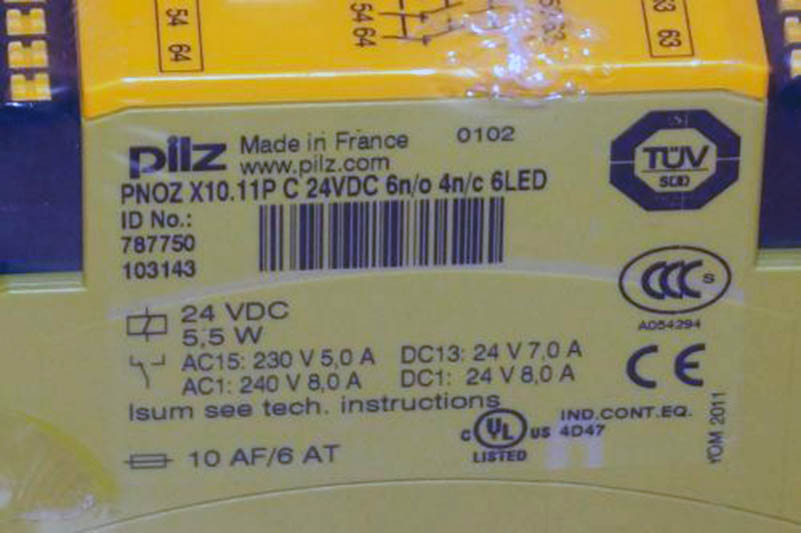 54 64
54 64
53 63
pilz Made in France 0102
www.pilz.com
PNOZ X10.11P C 24VDC 6n/o 4n/c 6LED
ID No.:
787750
103143
TÜV
SÜD
CCC S
A054294
24 VDC
5,5 W
AC15: 230 V 5,0 A DC13: 24 V 7,0 A
AC1: 240 V 8,0 A DC1: 24 V 8,0 A
Isum see tech. instructions
CE
10 AF/6 AT
C UL US
LISTED
IND.CONT.EQ.
4D47
YOM 2011